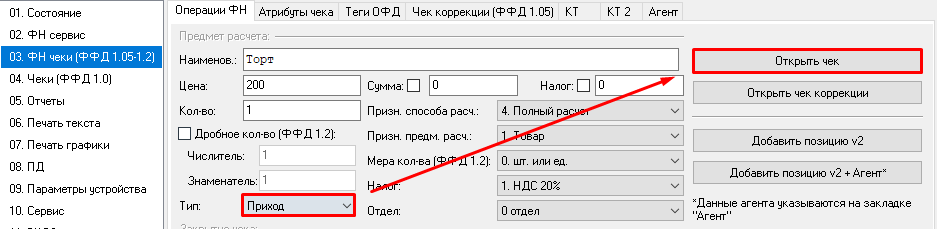 01. Состояние
02. ФН сервис
03. ФН чеки (ФФД 1.05-1.2)
04. Чеки (ФФД 1.0)
05. Отчеты
06. Печать текста
07. Печать графики
08. ПД
09. Параметры устройства
10. Сервис
Операции ФН Атрибуты чека Теги ОФД Чек коррекции (ФФД 1.05) КТ КТ 2 Агент
Предмет расчета:
Наименов.: Торт
Цена: 200 Сумма: 0 Налог: 0
Кол-во: 1 Призн. способа расч.: 4. Полный расчет
Дробное кол-во (ФФД 1.2): Призн. предм. расч.: 1. Товар
Числитель: 1 Мера кол-ва (ФФД 1.2): 0. шт. или ед.
Знаменатель: 1 Налог: 1. НДС 20%
Тип: Приход Отдел: 0 отдел
Открыть чек
Открыть чек коррекции
Добавить позицию v2
Добавить позицию v2 + Агент*
*Данные агента указываются на закладке
"Агент"